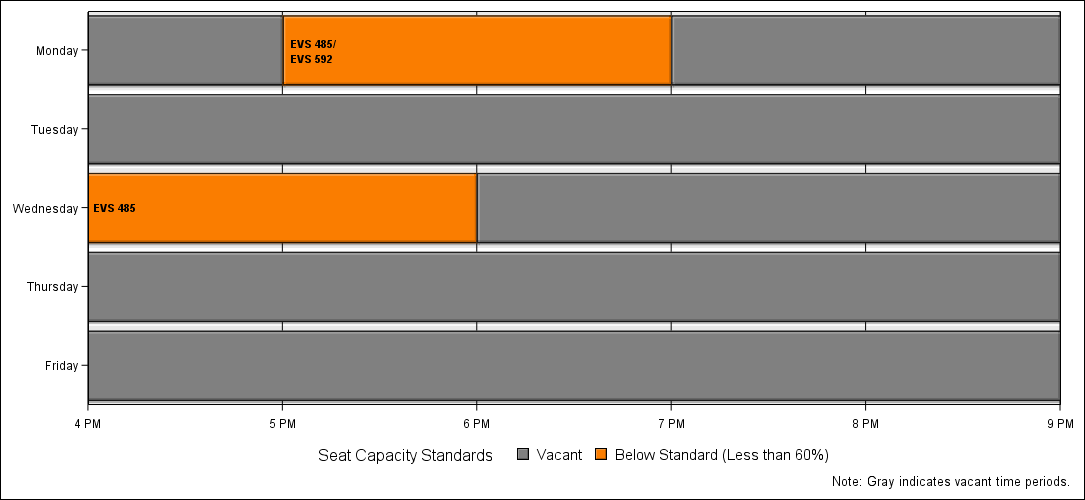 Monday
EVS 485/
EVS 592
Tuesday
Wednesday
EVS 485
Thursday
Friday
4 PM 5 PM 6 PM 7 PM 8 PM 9 PM
Seat Capacity Standards Vacant Below Standard (Less than 60%)
Note: Gray indicates vacant time periods.